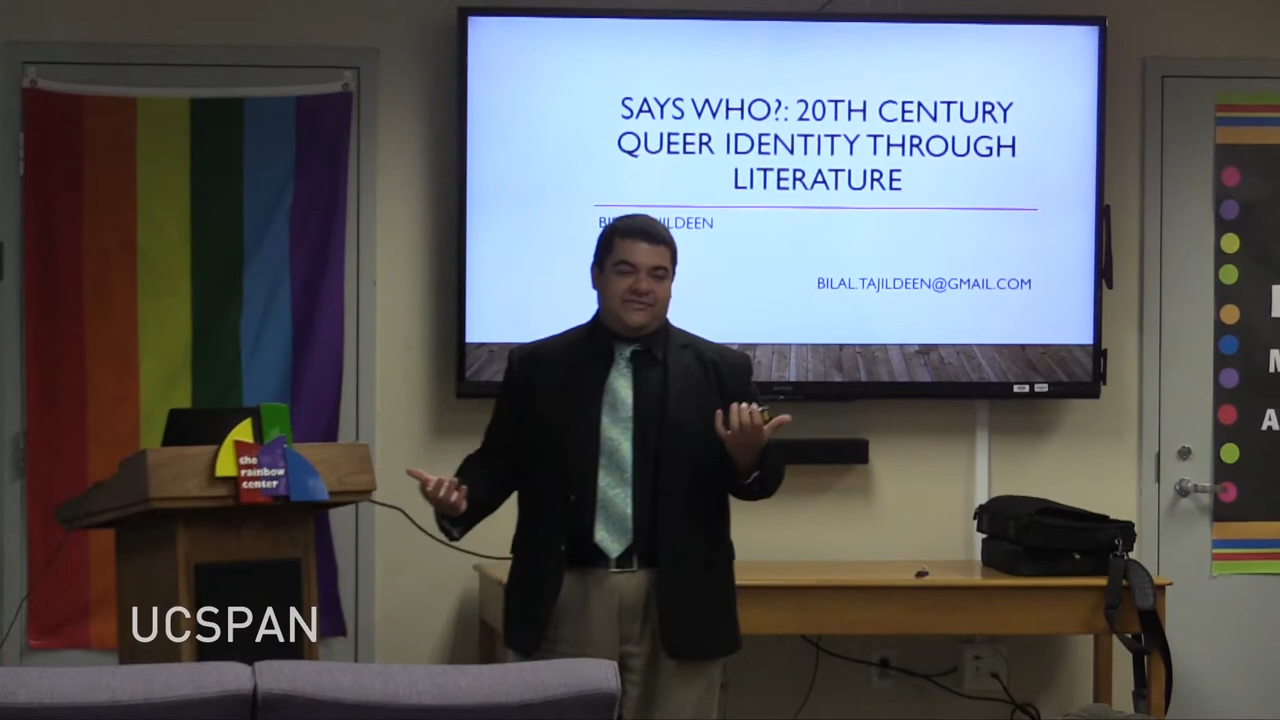 SAYS WHO?: 20TH CENTURY
QUEER IDENTITY THROUGH
LITERATURE
BILAL.TAJILDEEN@GMAIL.COM
the
rainbow
center
UCSPAN